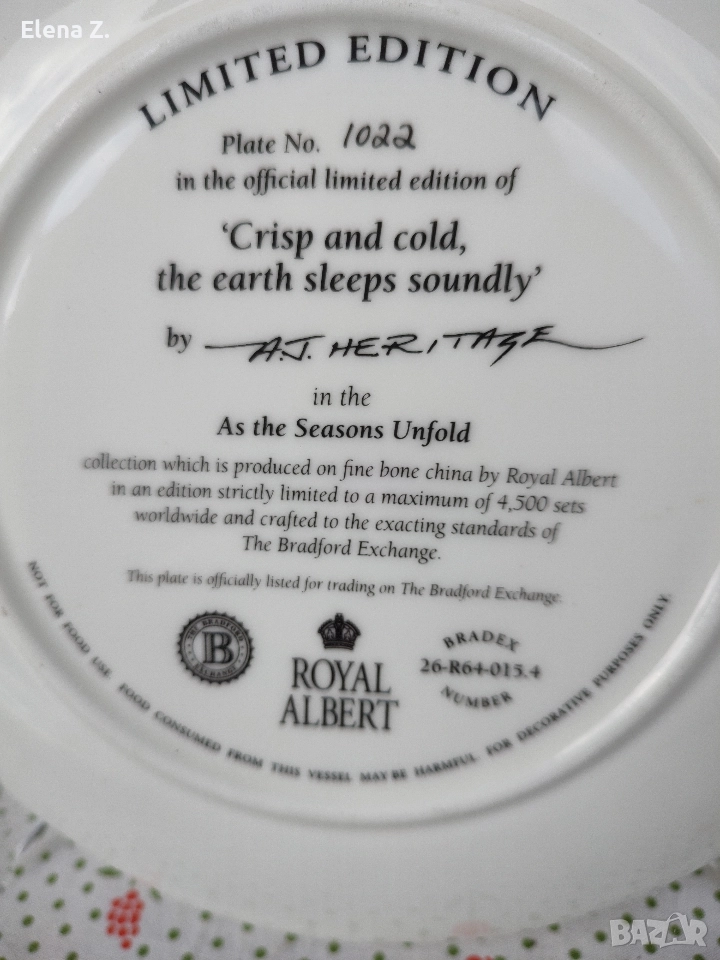 Elena Z.
LIMITED EDITION
Plate No. 1022
in the official limited edition of
‘Crisp and cold,
the earth sleeps soundly’
by A.J. HERITAGE
in the
As the Seasons Unfold
collection which is produced on fine bone china by Royal Albert
in an edition strictly limited to a maximum of 4,500 sets
worldwide and crafted to the exacting standards of
The Bradford Exchange.
This plate is officially listed for trading on The Bradford Exchange.
THE BRADFORD
B
EXCHANGE
ROYAL
ALBERT
BRADEX
26-R64-015.4
NUMBER
NOT FOR FOOD USE. FOOD CONSUMED FROM THIS VESSEL MAY BE HARMFUL. FOR DECORATIVE PURPOSES ONLY.
BAZAR